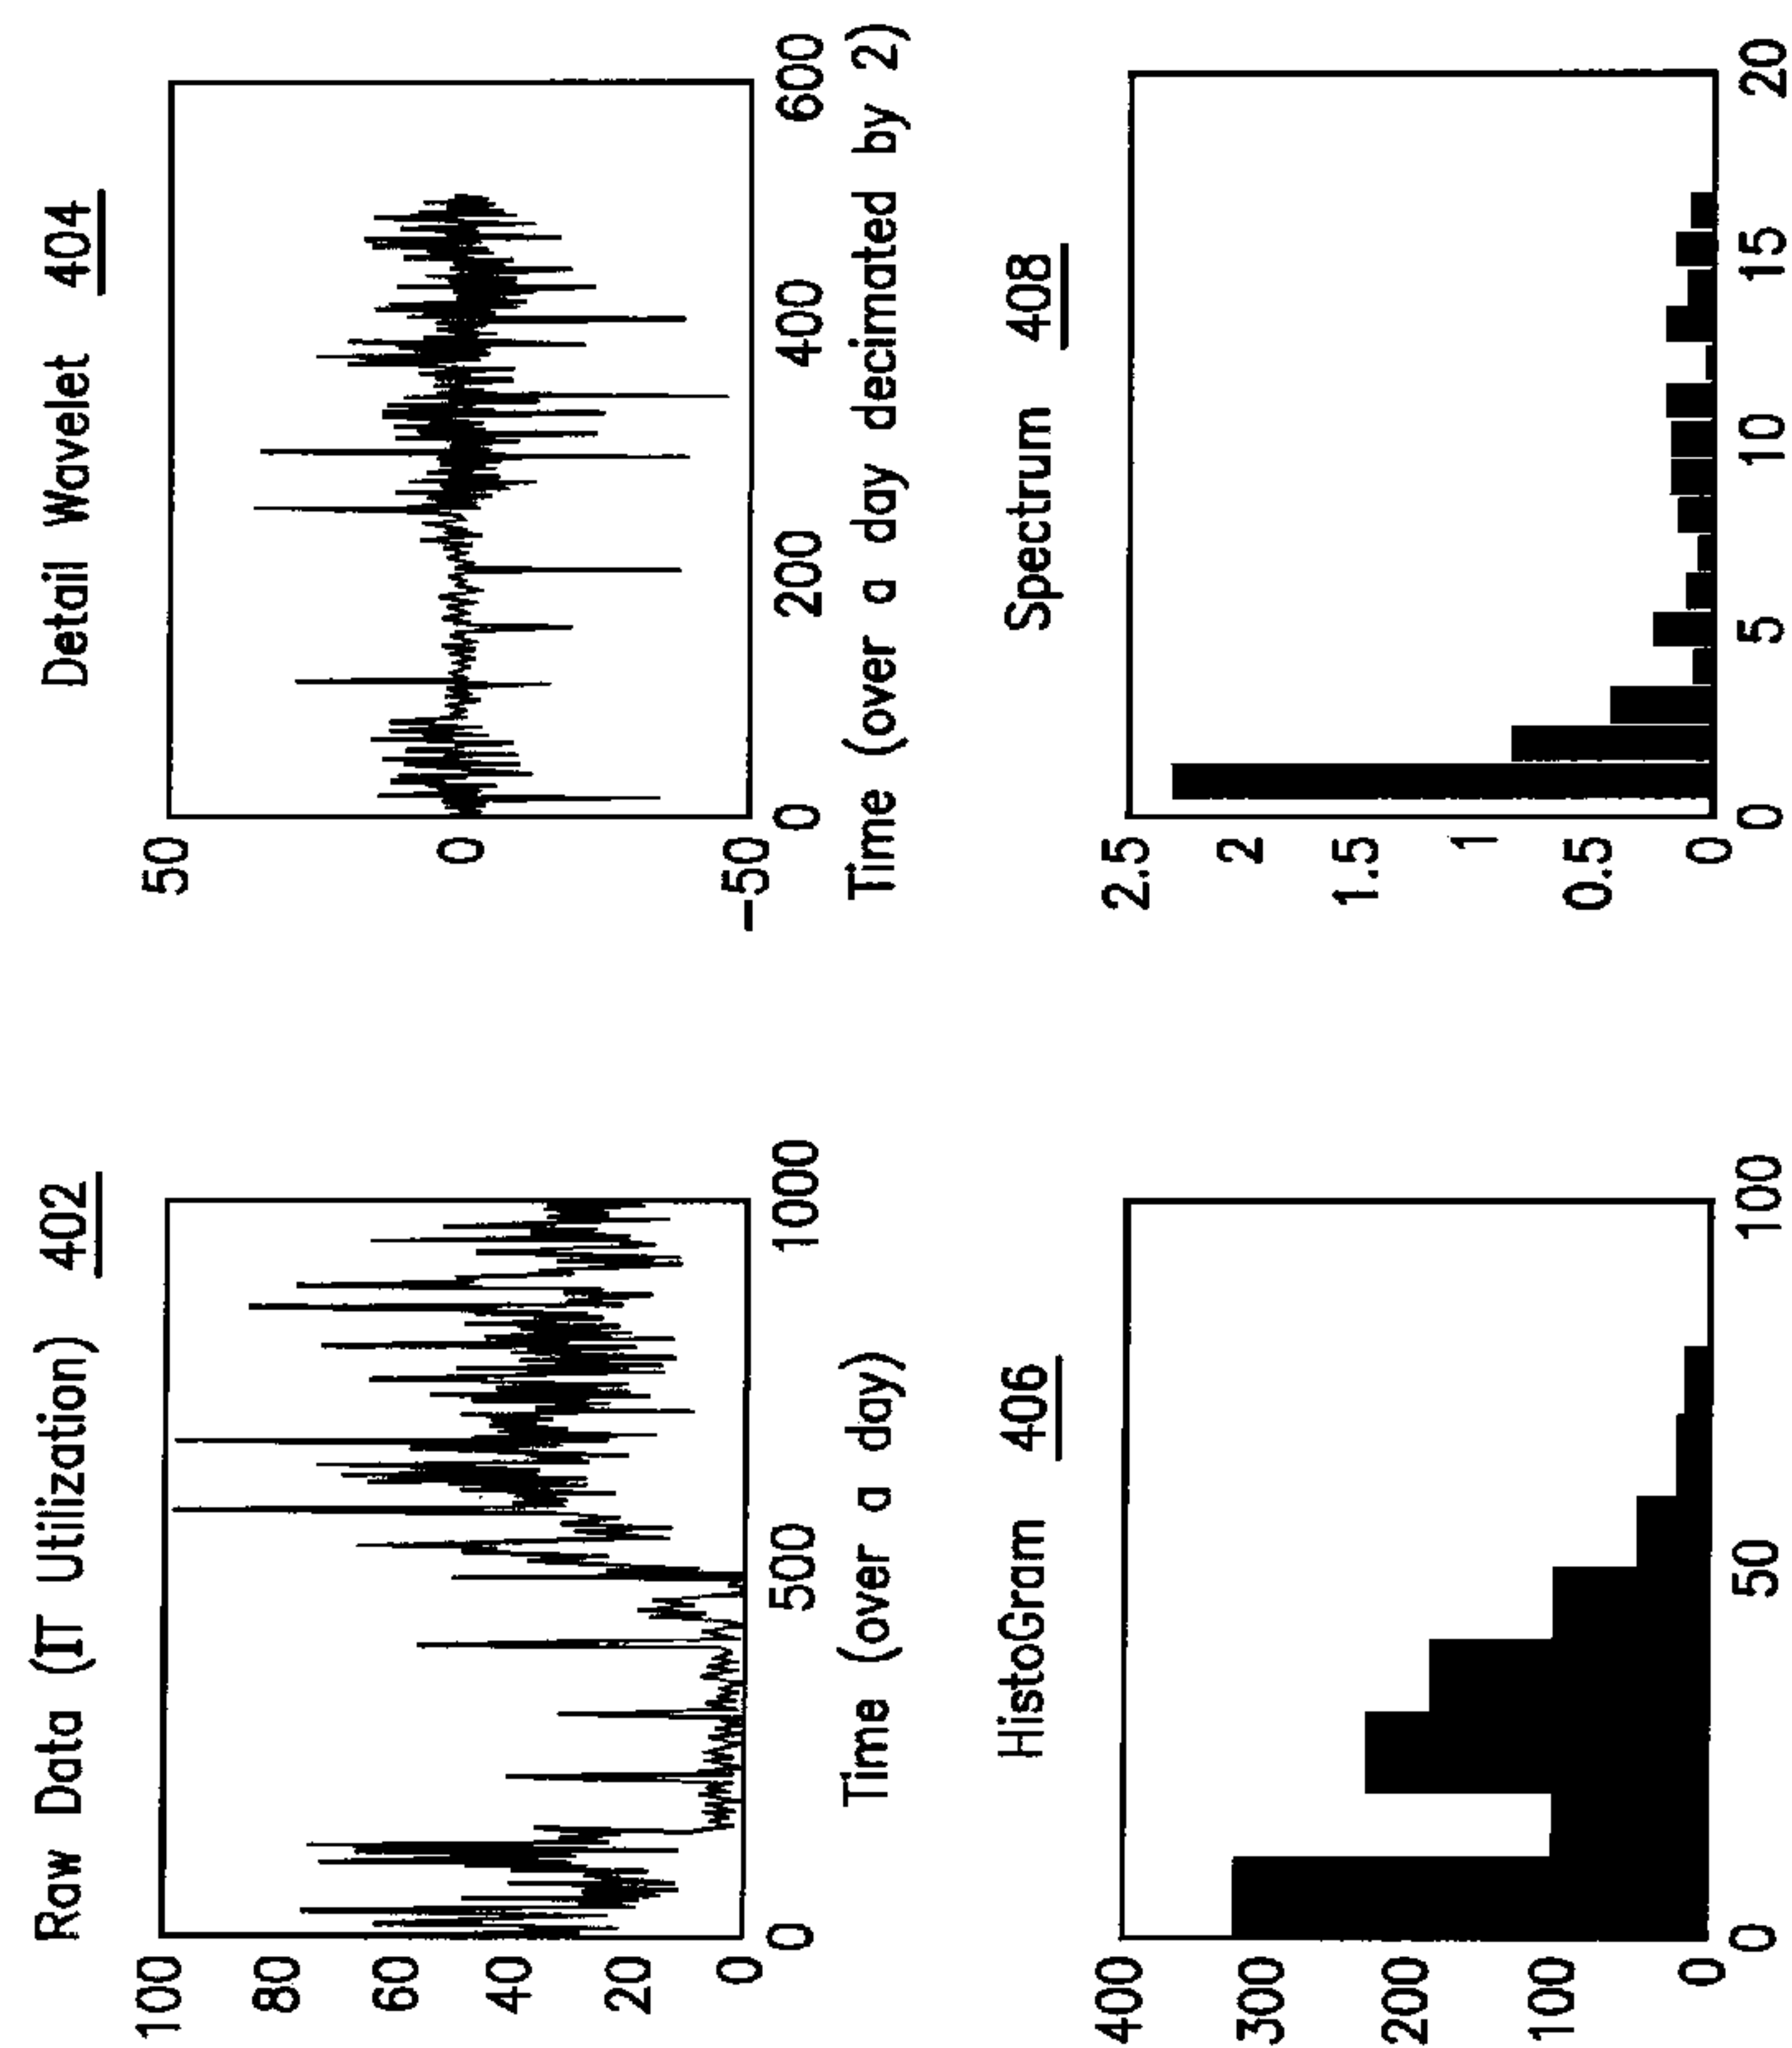 Raw Data (IT Utilization) 402
100
80
60
40
20
0
0 500 1000
Time (over a day)
Detail Wavelet 404
50
0
-50
0 200 400 600
Time (over a day decimated by 2)
HistoGram 406
400
300
200
100
0
0 50 100
Spectrum 408
2.5
2
1.5
1
0.5
0
0 5 10 15 20